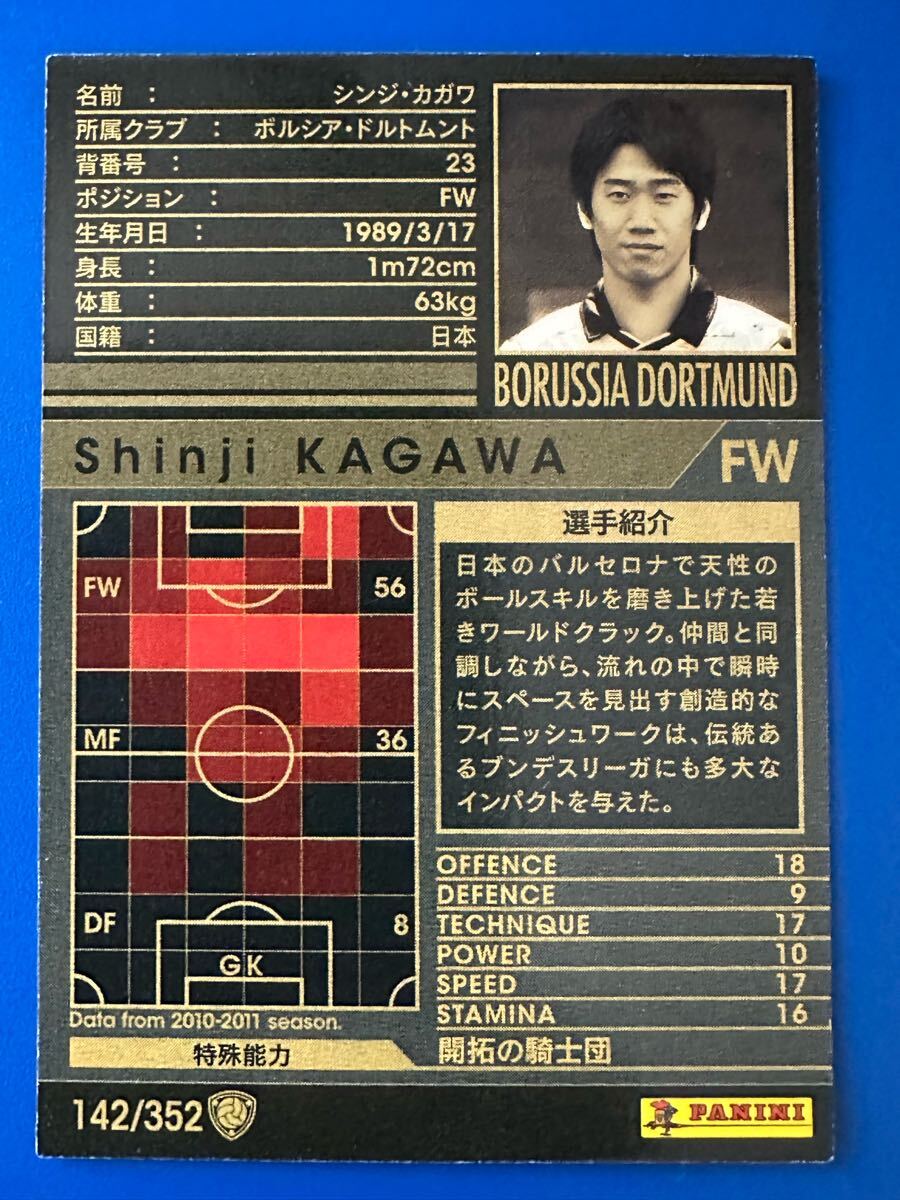 名前 : シンジ・カガワ
所属クラブ : ボルシア・ドルトムント
背番号 : 23
ポジション : FW
生年月日 : 1989/3/17
身長 : 1m72cm
体重 : 63kg
国籍 : 日本
BORUSSIA DORTMUND
Shinji KAGAWA
FW
FW 56
MF 36
DF 8
GK
Data from 2010-2011 season.
選手紹介
日本のバルセロナで天性の
ボールスキルを磨き上げた若
きワールドクラック。仲間と同
調しながら、流れの中で瞬時
にスペースを見出す創造的な
フィニッシュワークは、伝統あ
るブンデスリーガにも多大な
インパクトを与えた。
OFFENCE 18
DEFENCE 9
TECHNIQUE 17
POWER 10
SPEED 17
STAMINA 16
特殊能力 開拓の騎士団
142/352
PANINI